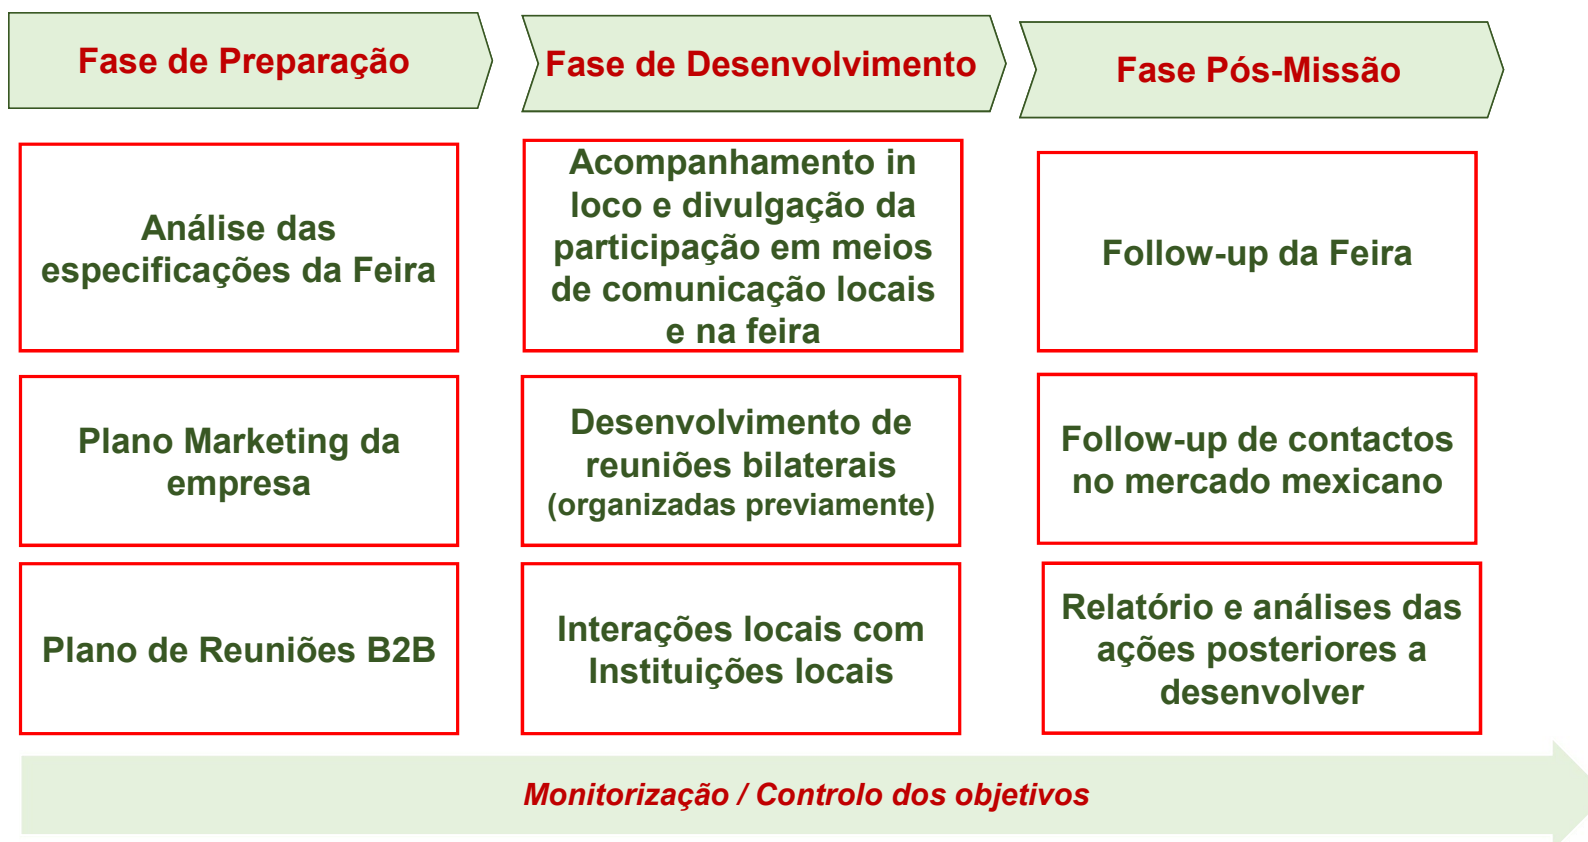 Fase de Preparação
Fase de Desenvolvimento
Fase Pós-Missão
Análise das
especificações da Feira
Acompanhamento in
loco e divulgação da
participação em meios
de comunicação locais
e na feira
Follow-up da Feira
Plano Marketing da
empresa
Desenvolvimento de
reuniões bilaterais
(organizadas previamente)
Follow-up de contactos
no mercado mexicano
Plano de Reuniões B2B
Interações locais com
Instituições locais
Relatório e análises das
ações posteriores a
desenvolver
Monitorização / Controlo dos objetivos